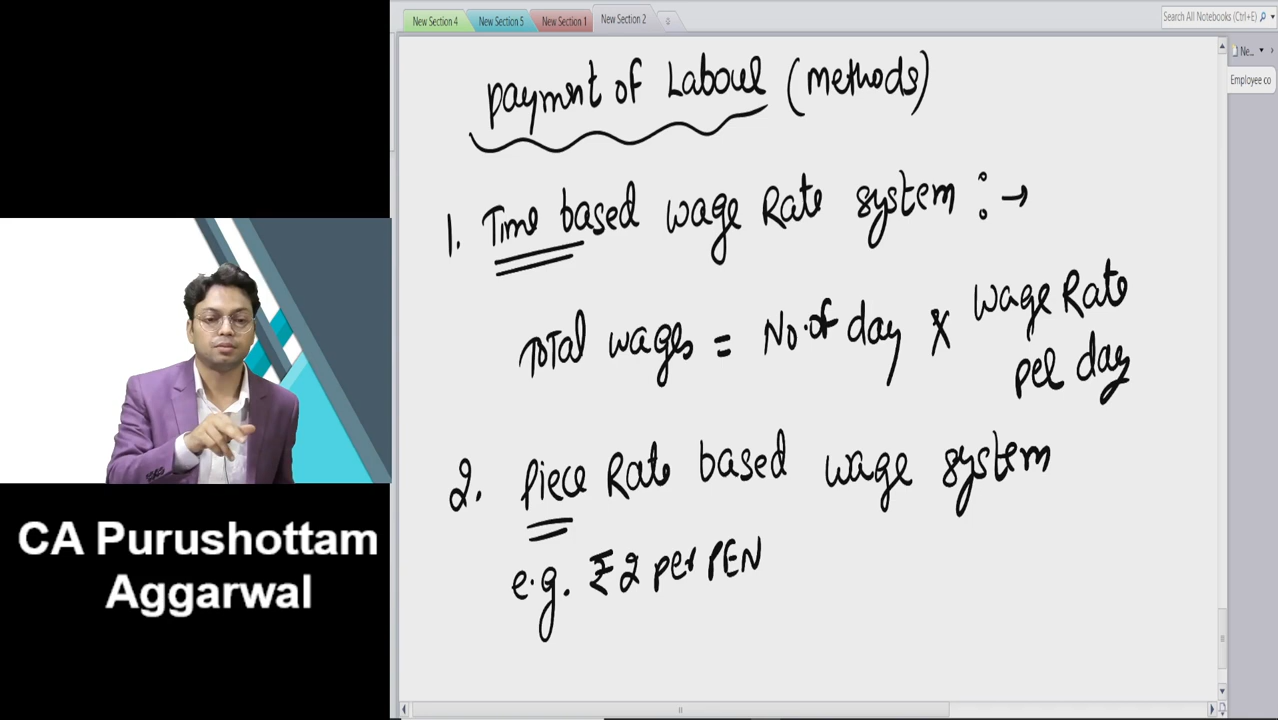 New Section 4 New Section 5 New Section 1 New Section 2
Search All Notebooks (Ctrl+E)
Ne...
Employee co
payment of Labour (methods)
1. Time based wage Rate system :→
Total wages = No. of day × wage Rate
per day
2. Piece Rate based wage system
e.g. ₹2 per PEN
CA Purushottam
Aggarwal